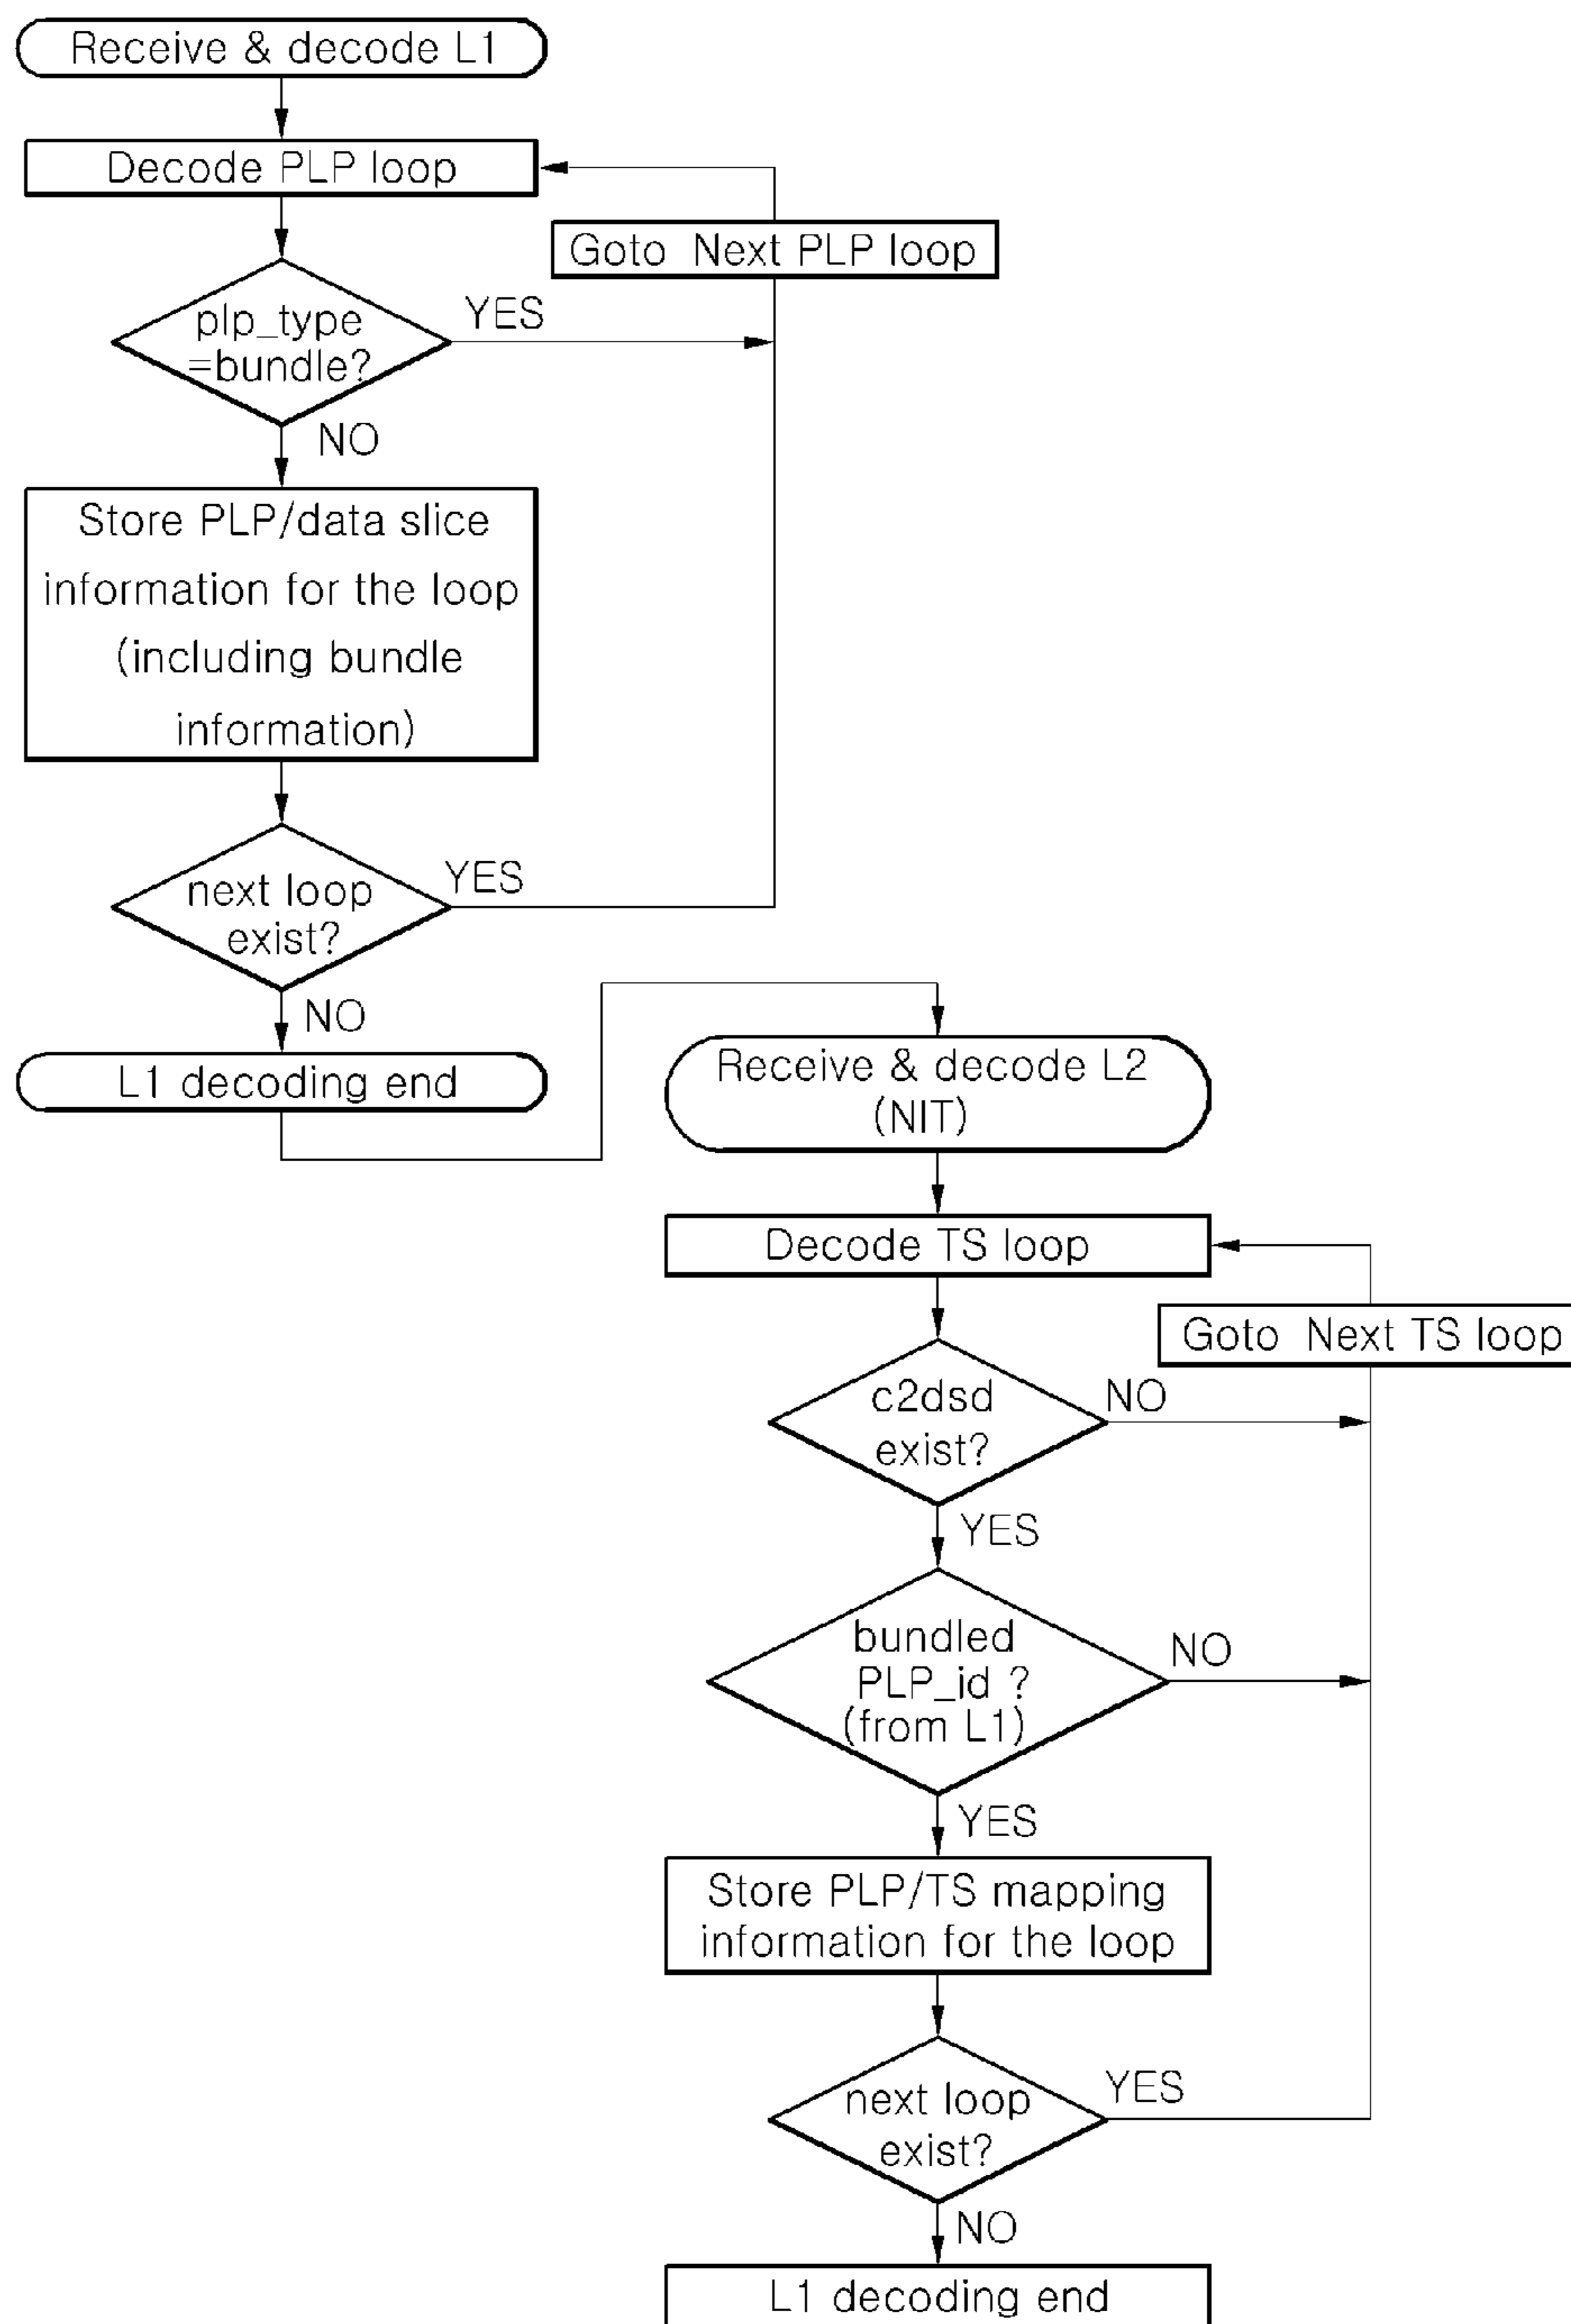 Receive & decode L1
Decode PLP loop
Goto Next PLP loop
plp_type
=bundle?
YES
NO
Store PLP/data slice
information for the loop
(including bundle
information)
next loop
exist?
YES
NO
L1 decoding end
Receive & decode L2
(NIT)
Decode TS loop
Goto Next TS loop
c2dsd
exist?
NO
YES
bundled
PLP_id ?
(from L1)
NO
YES
Store PLP/TS mapping
information for the loop
next loop
exist?
YES
NO
L1 decoding end